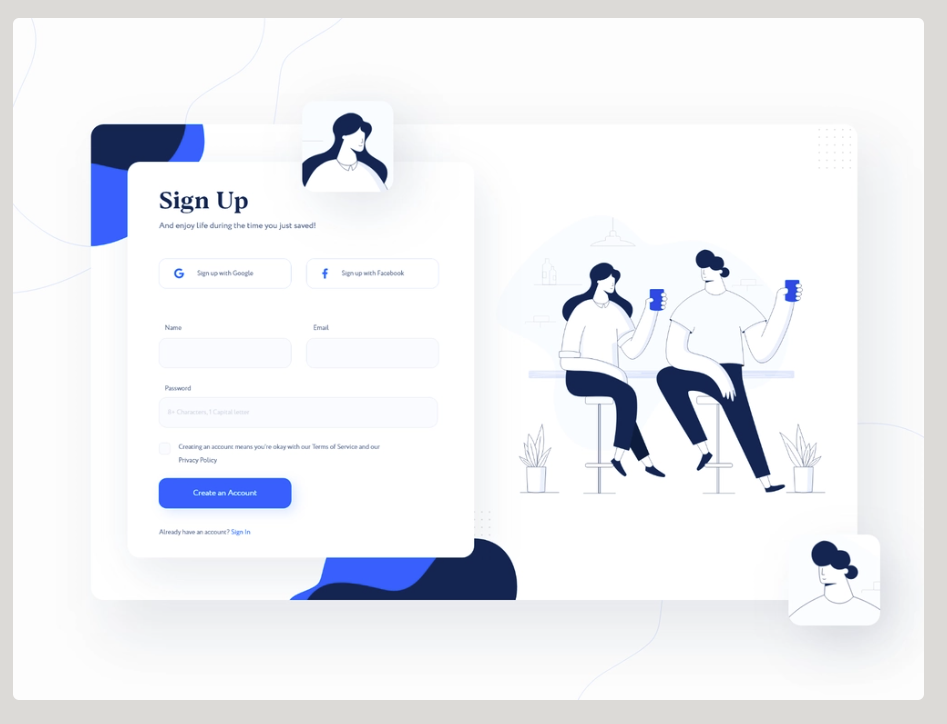 Sign Up
And enjoy life during the time you just saved!
Sign up with Google
Sign up with Facebook
Name
Email
Password
8+ Characters, 1 Capital letter
Creating an account means you're okay with our Terms of Service and our
Privacy Policy
Create an Account
Already have an account? Sign In